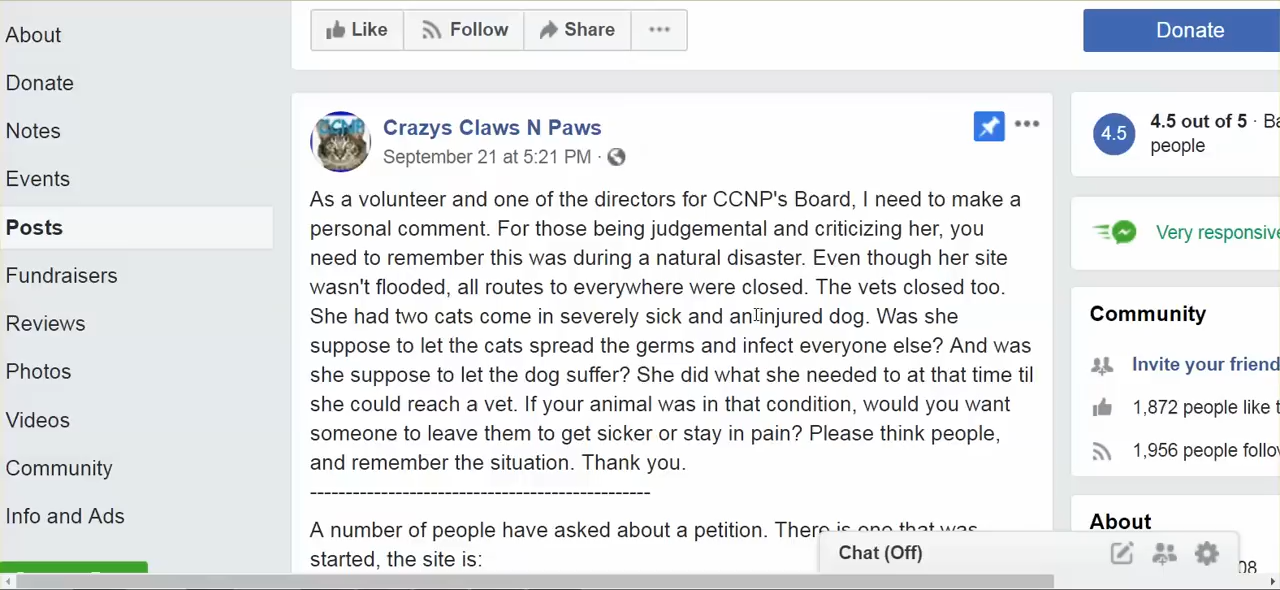 About
Donate
Notes
Events
Posts
Fundraisers
Reviews
Photos
Videos
Community
Info and Ads
Like
Follow
Share
Donate
CCNP
Crazys Claws N Paws
September 21 at 5:21 PM ·
As a volunteer and one of the directors for CCNP's Board, I need to make a
personal comment. For those being judgemental and criticizing her, you
need to remember this was during a natural disaster. Even though her site
wasn't flooded, all routes to everywhere were closed. The vets closed too.
She had two cats come in severely sick and an injured dog. Was she
suppose to let the cats spread the germs and infect everyone else? And was
she suppose to let the dog suffer? She did what she needed to at that time til
she could reach a vet. If your animal was in that condition, would you want
someone to leave them to get sicker or stay in pain? Please think people,
and remember the situation. Thank you.
------------------------------------------------
A number of people have asked about a petition. There is one that was
started, the site is:
4.5
4.5 out of 5 · Ba
people
Very responsive
Community
Invite your friend
1,872 people like t
1,956 people follo
About
08
Chat (Off)